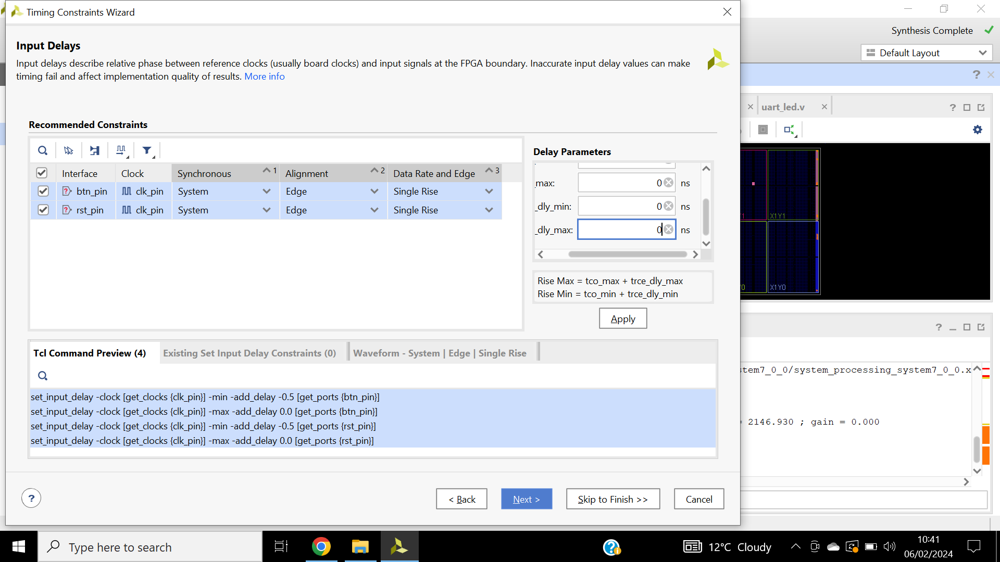 Timing Constraints Wizard
Input Delays
Input delays describe relative phase between reference clocks (usually board clocks) and input signals at the FPGA boundary. Inaccurate input delay values can make
timing fail and affect implementation quality of results. More info
Recommended Constraints
Interface Clock Synchronous 1 Alignment 2 Data Rate and Edge 3
btn_pin clk_pin System Edge Single Rise
rst_pin clk_pin System Edge Single Rise
Delay Parameters
max: 0 ns
_dly_min: 0 ns
_dly_max: 0 ns
Rise Max = tco_max + trce_dly_max
Rise Min = tco_min + trce_dly_min
Apply
Tcl Command Preview (4) Existing Set Input Delay Constraints (0) Waveform - System | Edge | Single Rise
set_input_delay -clock [get_clocks {clk_pin}] -min -add_delay -0.5 [get_ports {btn_pin}]
set_input_delay -clock [get_clocks {clk_pin}] -max -add_delay 0.0 [get_ports {btn_pin}]
set_input_delay -clock [get_clocks {clk_pin}] -min -add_delay -0.5 [get_ports {rst_pin}]
set_input_delay -clock [get_clocks {clk_pin}] -max -add_delay 0.0 [get_ports {rst_pin}]
? < Back Next > Skip to Finish >> Cancel
Synthesis Complete
Default Layout
?
uart_led.v
?
X1Y1
X1Y0
?
stem7_0_0/system_processing_system7_0_0.x
= 2146.930 ; gain = 0.000
Type here to search
12°C Cloudy
10:41
06/02/2024